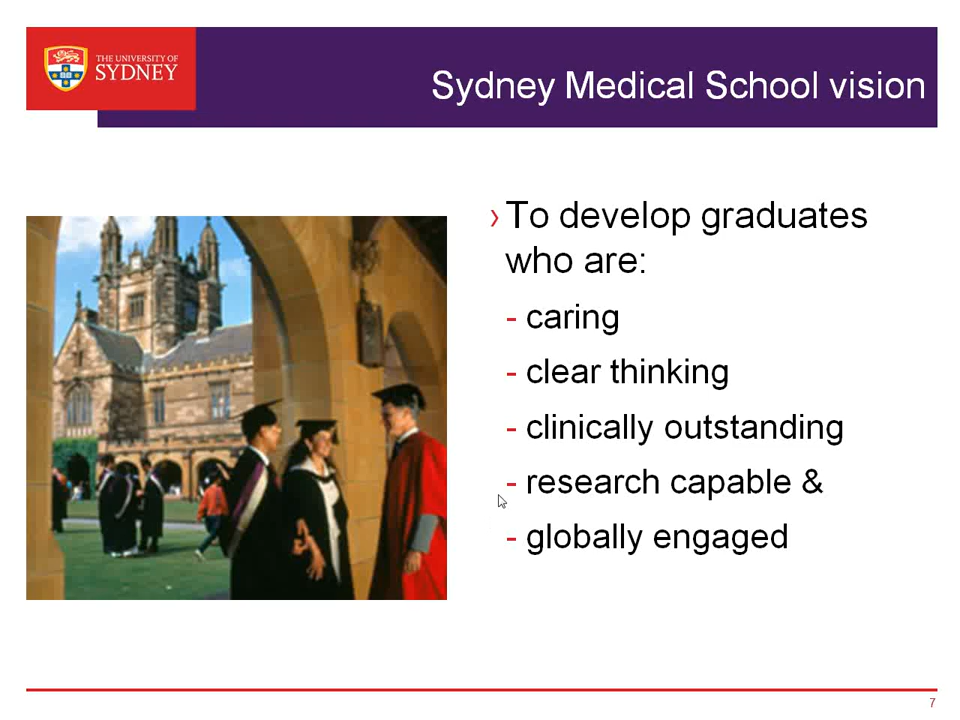 THE UNIVERSITY OF
SYDNEY
Sydney Medical School vision
› To develop graduates
who are:
- caring
- clear thinking
- clinically outstanding
- research capable &
- globally engaged
7